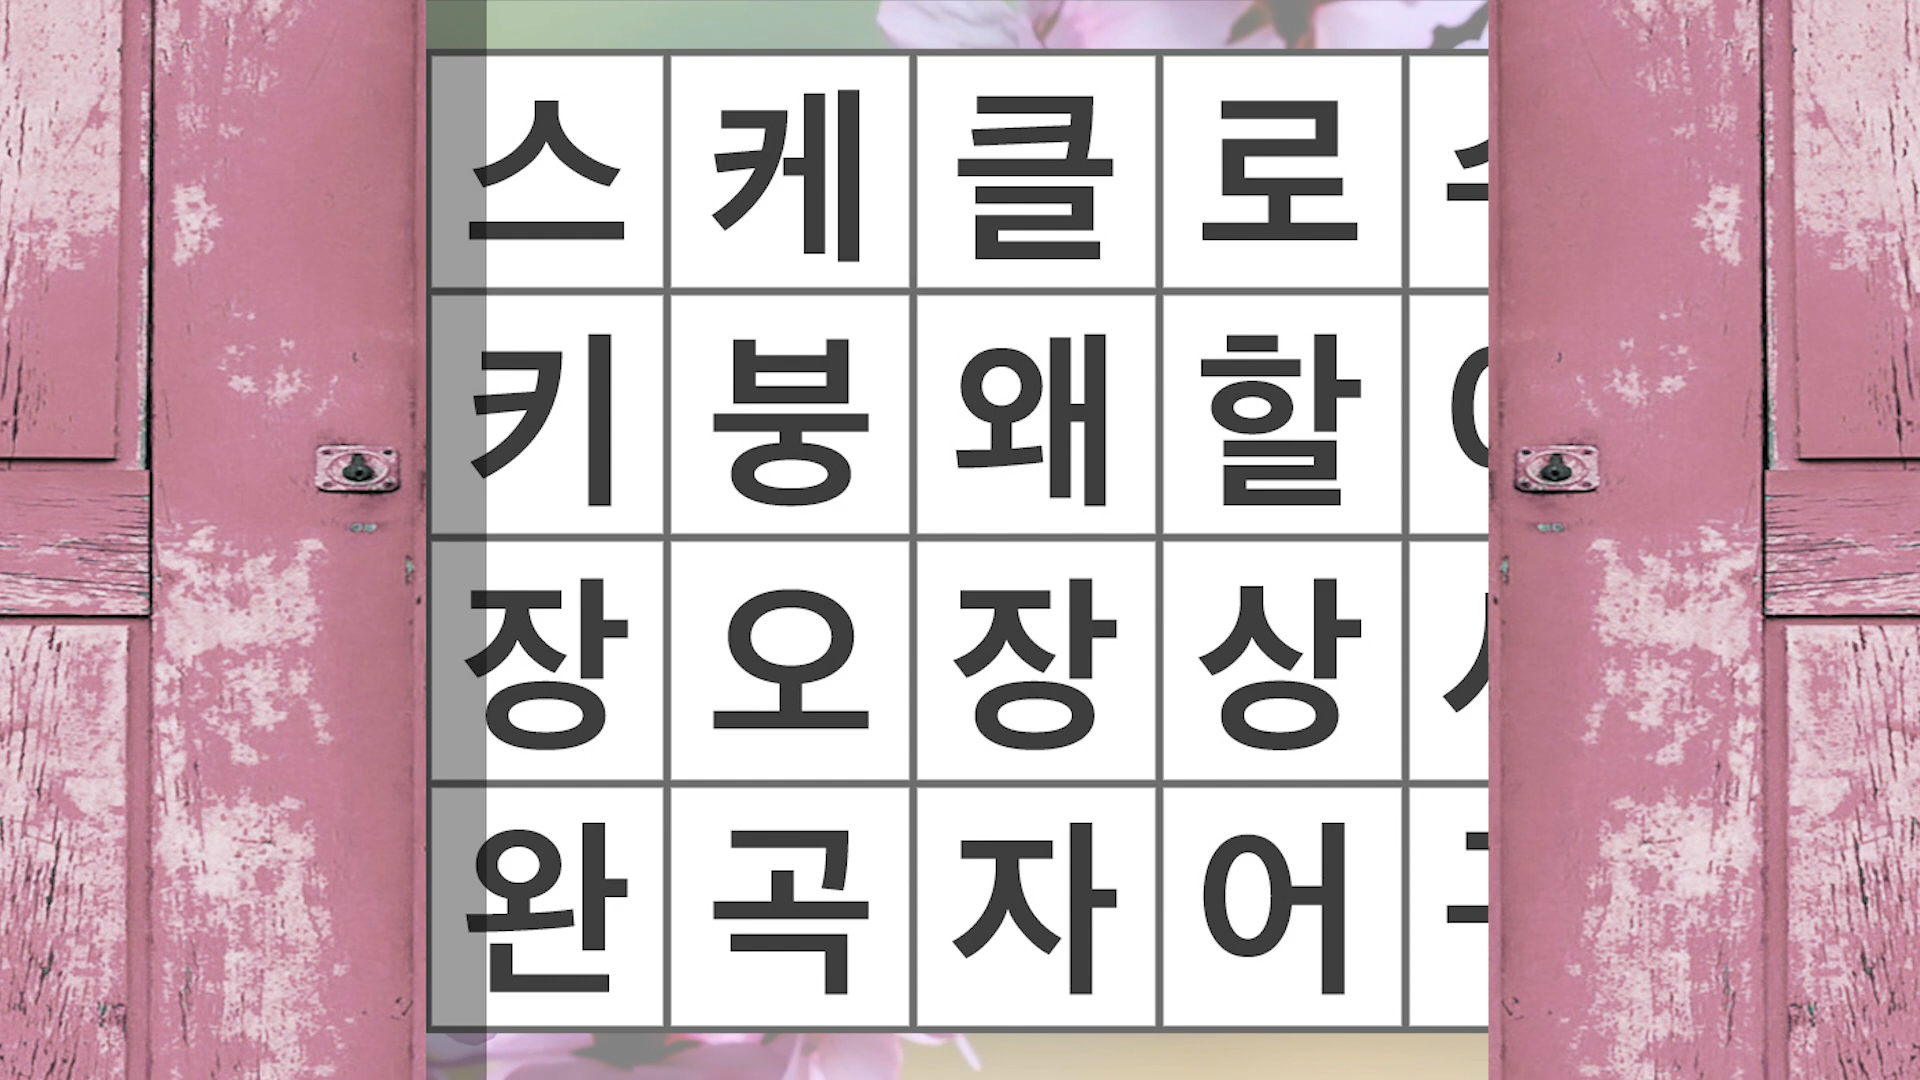 스 케 클 로
키 붕 왜 할
장 오 장 상
완 곡 자 어